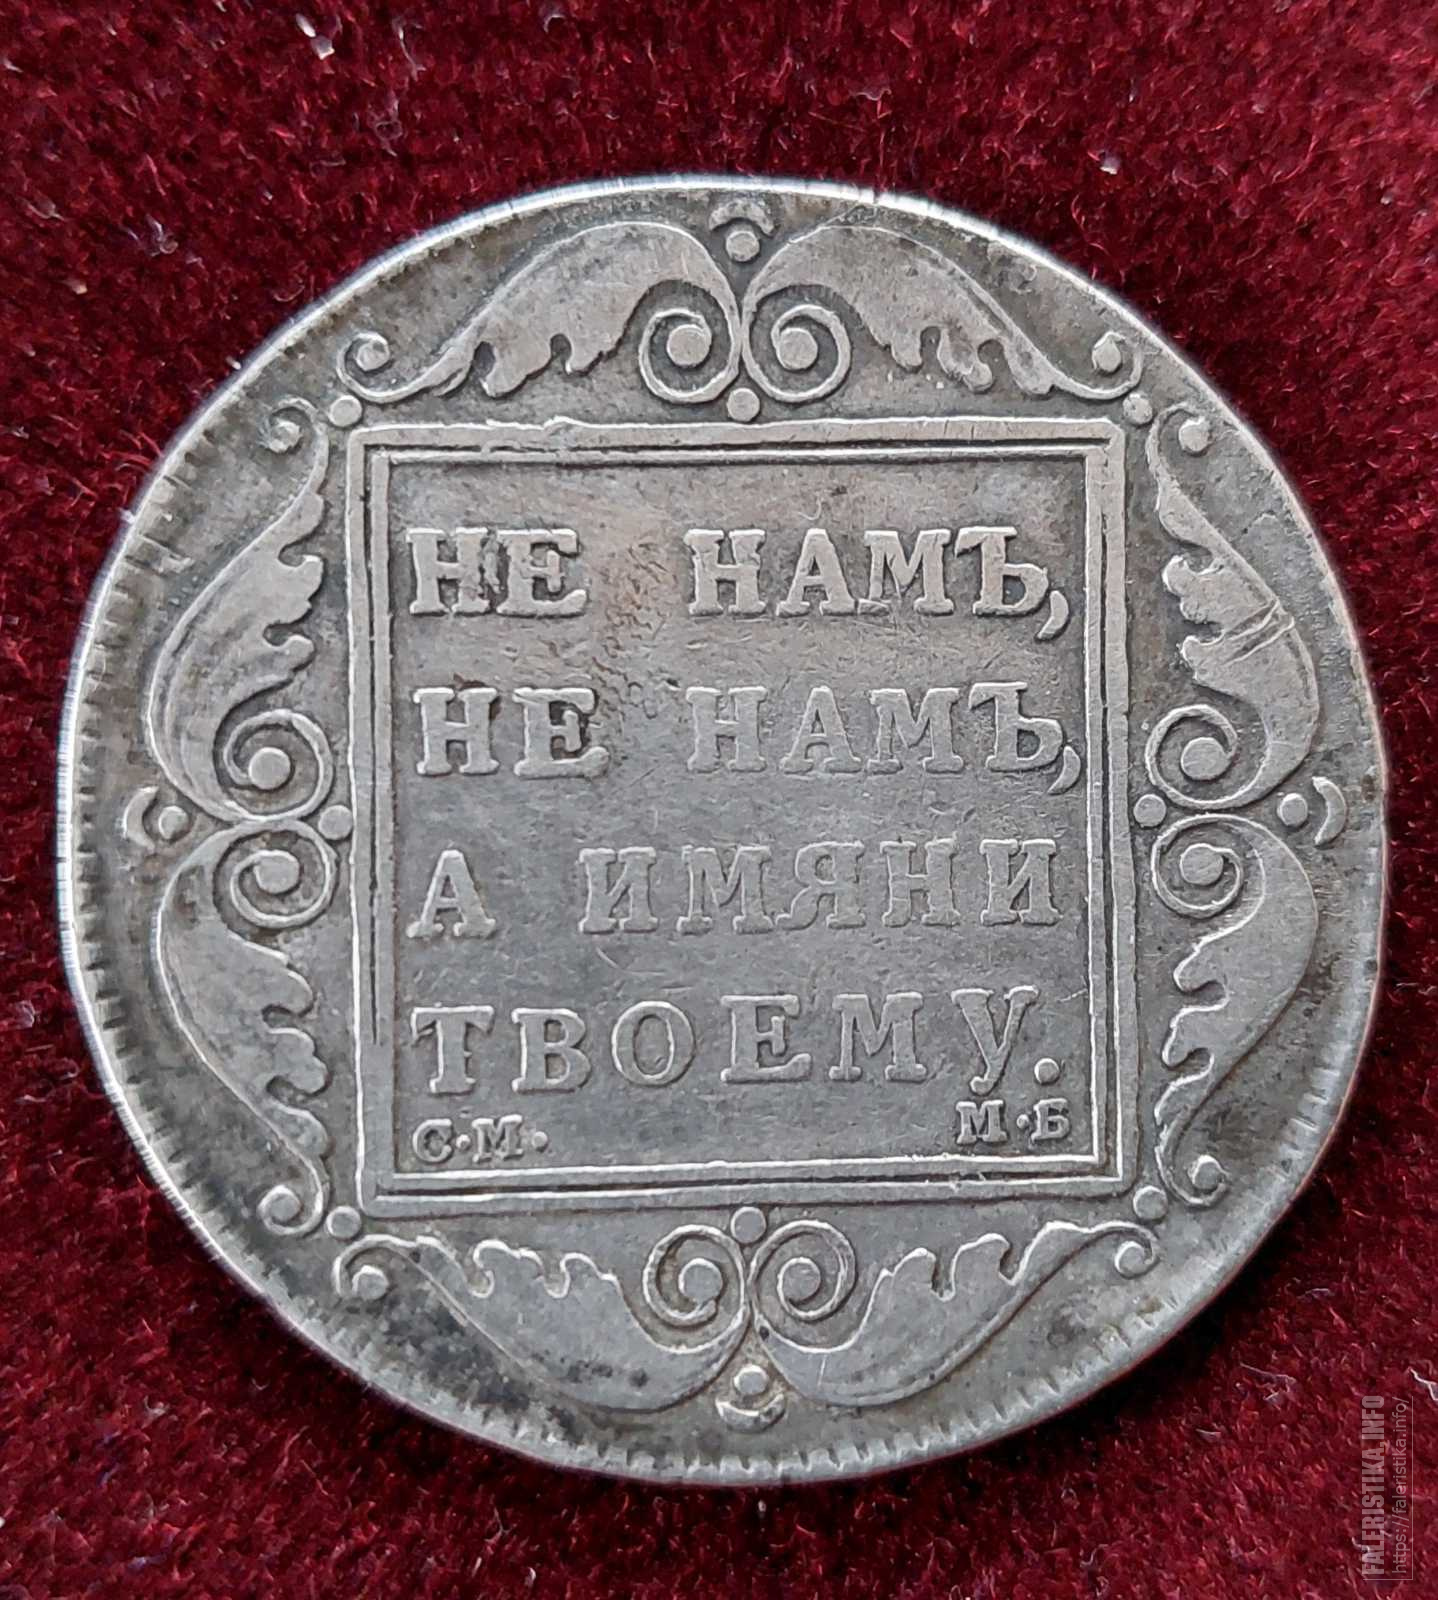 НЕ НАМЪ,
НЕ НАМЪ,
А ИМЯНИ
ТВОЕМУ.
С·М· М·Б
FALERISTIKA.INFO
https://faleristika.info/